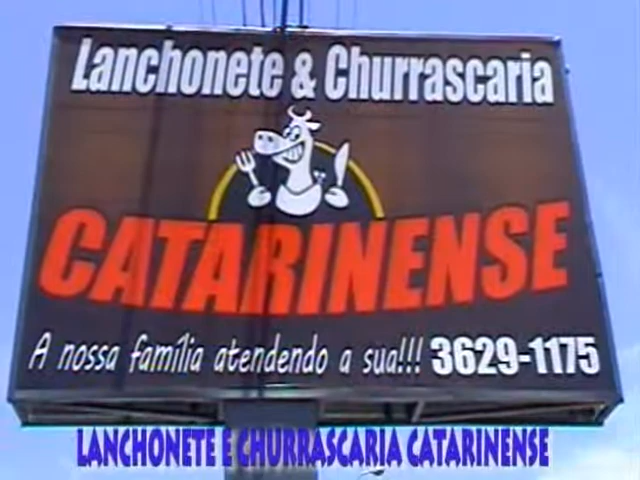 Lanchonete & Churrascaria
CATARINENSE
A nossa família atendendo a sua!!! 3629-1175
LANCHONETE E CHURRASCARIA CATARINENSE